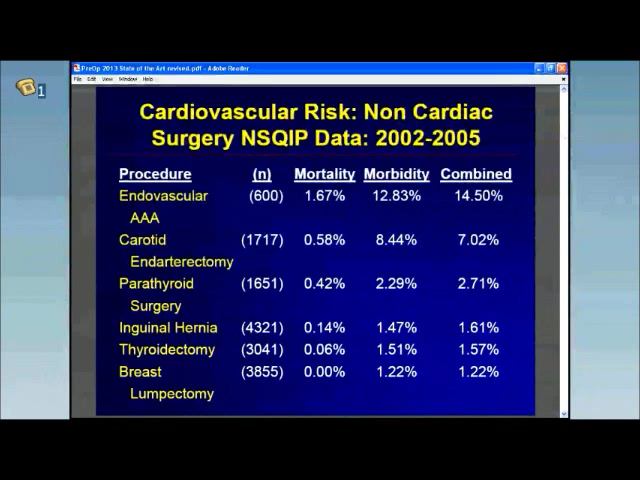 PreOp 2013 State of the Art revised.pdf - Adobe Reader
File Edit View Window Help
1
Cardiovascular Risk: Non Cardiac
Surgery NSQIP Data: 2002-2005
Procedure (n) Mortality Morbidity Combined
Endovascular (600) 1.67% 12.83% 14.50%
AAA
Carotid (1717) 0.58% 8.44% 7.02%
Endarterectomy
Parathyroid (1651) 0.42% 2.29% 2.71%
Surgery
Inguinal Hernia (4321) 0.14% 1.47% 1.61%
Thyroidectomy (3041) 0.06% 1.51% 1.57%
Breast (3855) 0.00% 1.22% 1.22%
Lumpectomy